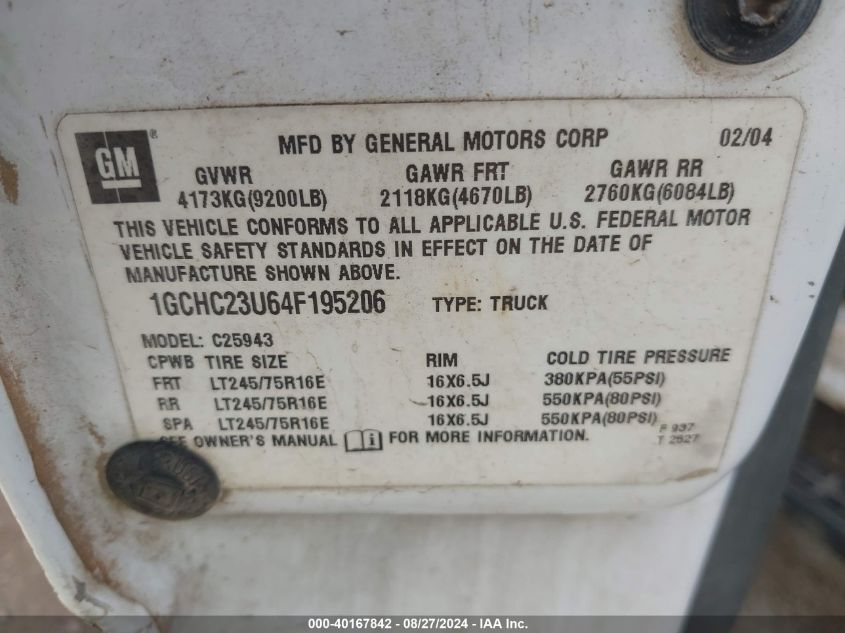 GM ®
MFD BY GENERAL MOTORS CORP 02/04
GVWR GAWR FRT GAWR RR
4173KG(9200LB) 2118KG(4670LB) 2760KG(6084LB)
THIS VEHICLE CONFORMS TO ALL APPLICABLE U.S. FEDERAL MOTOR
VEHICLE SAFETY STANDARDS IN EFFECT ON THE DATE OF
MANUFACTURE SHOWN ABOVE.
1GCHC23U64F195206 TYPE: TRUCK
MODEL: C25943
CPWB TIRE SIZE RIM COLD TIRE PRESSURE
FRT LT245/75R16E 16X6.5J 380KPA(55PSI)
RR LT245/75R16E 16X6.5J 550KPA(80PSI)
SPA LT245/75R16E 16X6.5J 550KPA(80PSI)
SEE OWNER'S MANUAL i FOR MORE INFORMATION.
F 937
T 2627
000-40167842 - 08/27/2024 - IAA Inc.